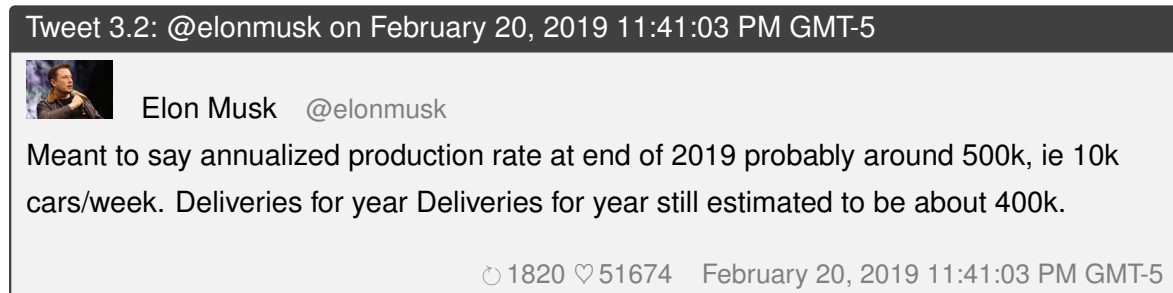 Tweet 3.2: @elonmusk on February 20, 2019 11:41:03 PM GMT-5
Elon Musk @elonmusk
Meant to say annualized production rate at end of 2019 probably around 500k, ie 10k
cars/week. Deliveries for year Deliveries for year still estimated to be about 400k.
↻ 1820 ♡ 51674 February 20, 2019 11:41:03 PM GMT-5